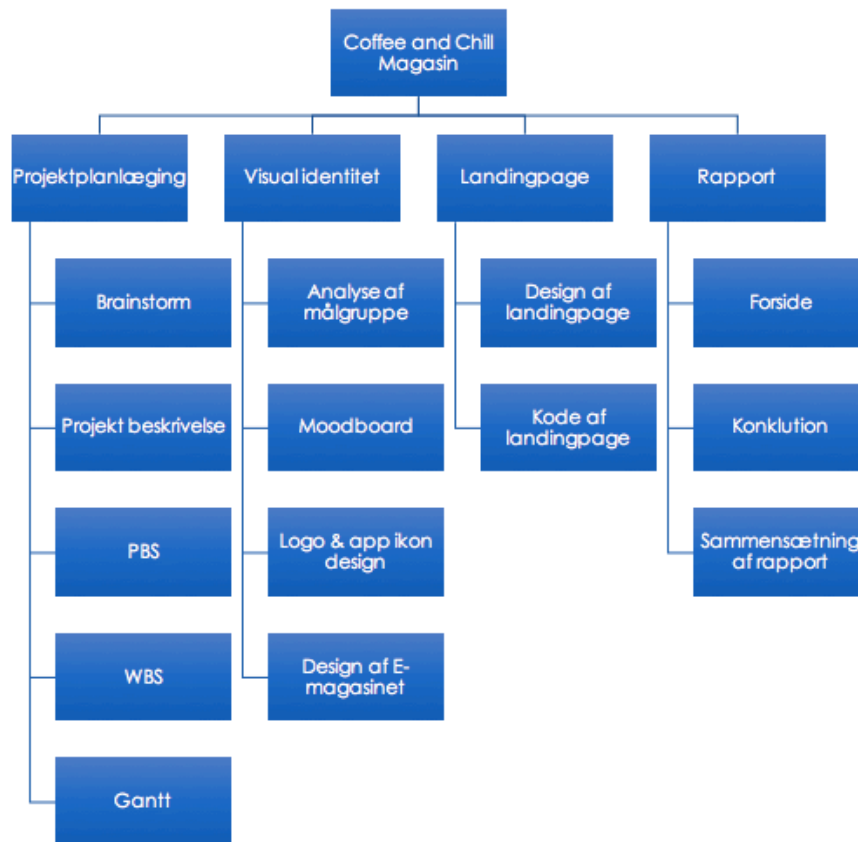 Coffee and Chill
Magasin
Projektplanlæging
Brainstorm
Projekt beskrivelse
PBS
WBS
Gantt
Visual identitet
Analyse af
målgruppe
Moodboard
Logo & app ikon
design
Design af E-
magasinet
Landingpage
Design af
landingpage
Kode af
landingpage
Rapport
Forside
Konklution
Sammensætning
af rapport